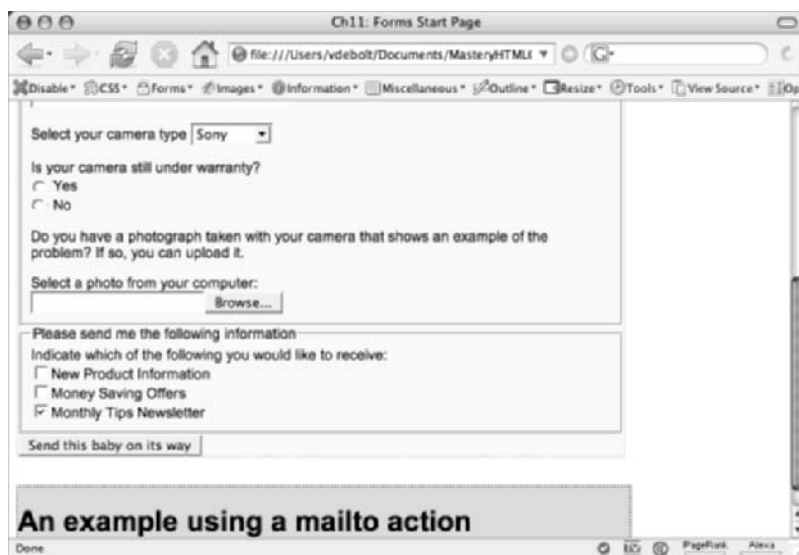 Ch11: Forms Start Page
file:///Users/vdebolt/Documents/MasteryHTML
G
Disable CSS Forms Images Information Miscellaneous Outline Resize Tools View Source Op
Select your camera type Sony
Is your camera still under warranty?
Yes
No
Do you have a photograph taken with your camera that shows an example of the
problem? If so, you can upload it.
Select a photo from your computer:
Browse...
Please send me the following information
Indicate which of the following you would like to receive:
New Product Information
Money Saving Offers
Monthly Tips Newsletter
Send this baby on its way
An example using a mailto action
Done PageRank Alexa